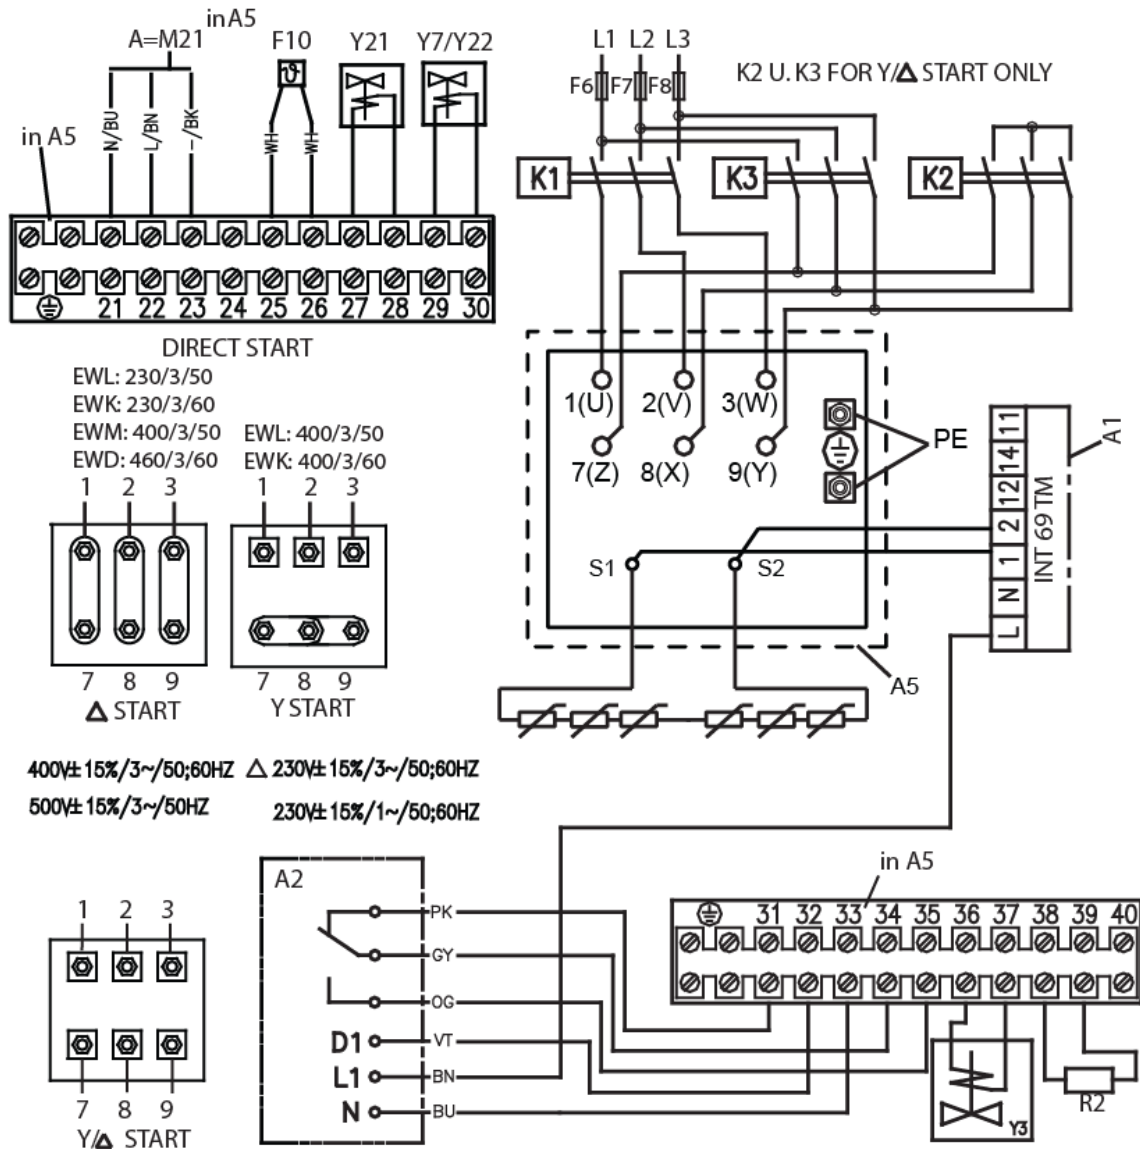 in A5
A=M21 F10 Y21 Y7/Y22
N/BU L/BN -/BK WH WH
in A5
21 22 23 24 25 26 27 28 29 30
L1 L2 L3
F6 F7 F8
K2 U. K3 FOR Y/Δ START ONLY
K1 K3 K2
DIRECT START
EWL: 230/3/50
EWK: 230/3/60
EWM: 400/3/50 EWL: 400/3/50
EWD: 460/3/60 EWK: 400/3/60
1 2 3 1 2 3
7 8 9 7 8 9
Δ START Y START
1(U) 2(V) 3(W)
7(Z) 8(X) 9(Y)
PE
S1 S2
A5
11 14 12 2 1 N L
INT 69 TM
A1
400V± 15%/3~/50;60HZ Δ 230V± 15%/3~/50;60HZ
500V± 15%/3~/50HZ 230V± 15%/1~/50;60HZ
1 2 3
7 8 9
Y/Δ START
A2
PK
GY
OG
D1 VT
L1 BN
N BU
in A5
31 32 33 34 35 36 37 38 39 40
Y3
R2